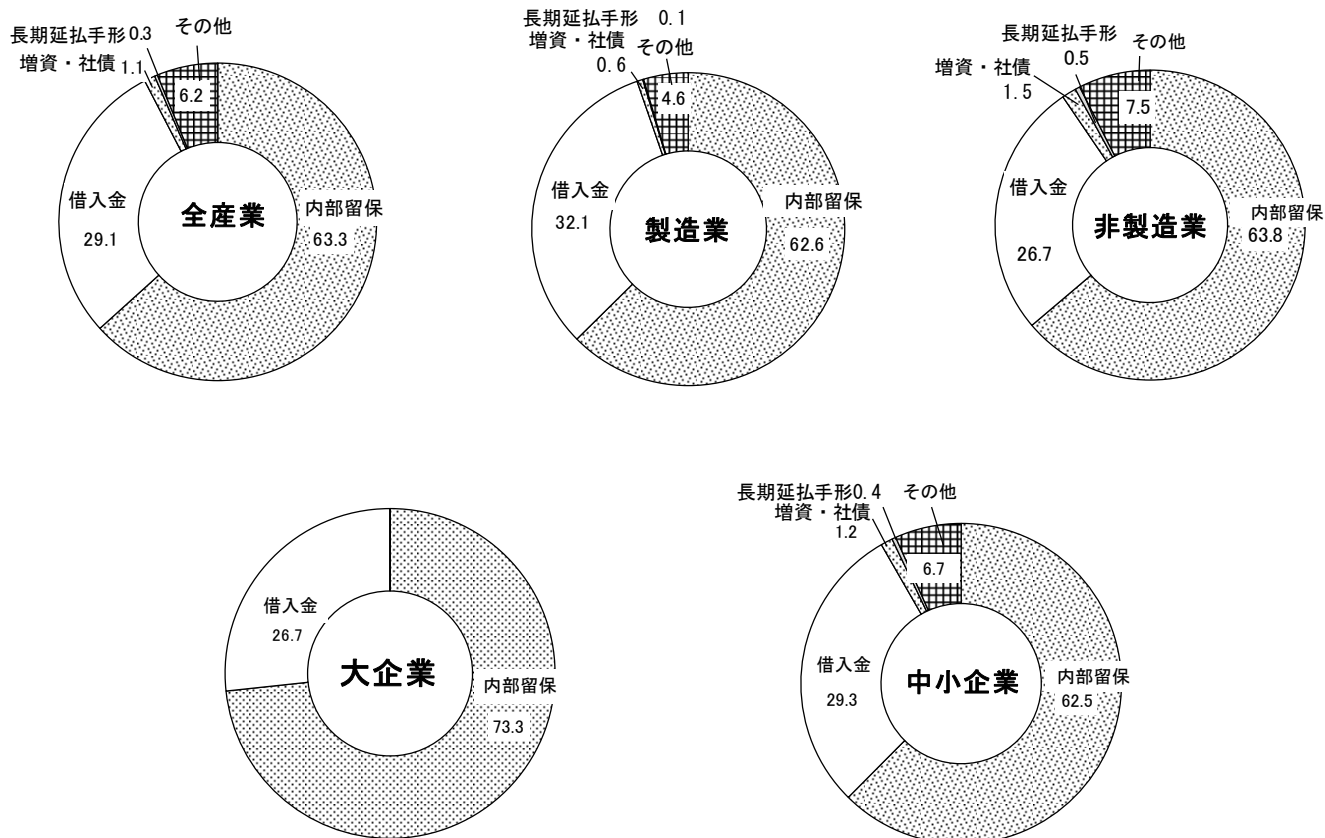 長期延払手形0.3 その他
増資・社債
1.1
6.2
借入金
29.1
全産業
内部留保
63.3
長期延払手形 0.1
増資・社債 その他
0.6
4.6
借入金
32.1
製造業
内部留保
62.6
長期延払手形 その他
0.5
増資・社債
1.5
7.5
借入金
26.7
非製造業
内部留保
63.8
借入金
26.7
大企業
内部留保
73.3
長期延払手形0.4 その他
増資・社債
1.2
6.7
借入金
29.3
中小企業
内部留保
62.5